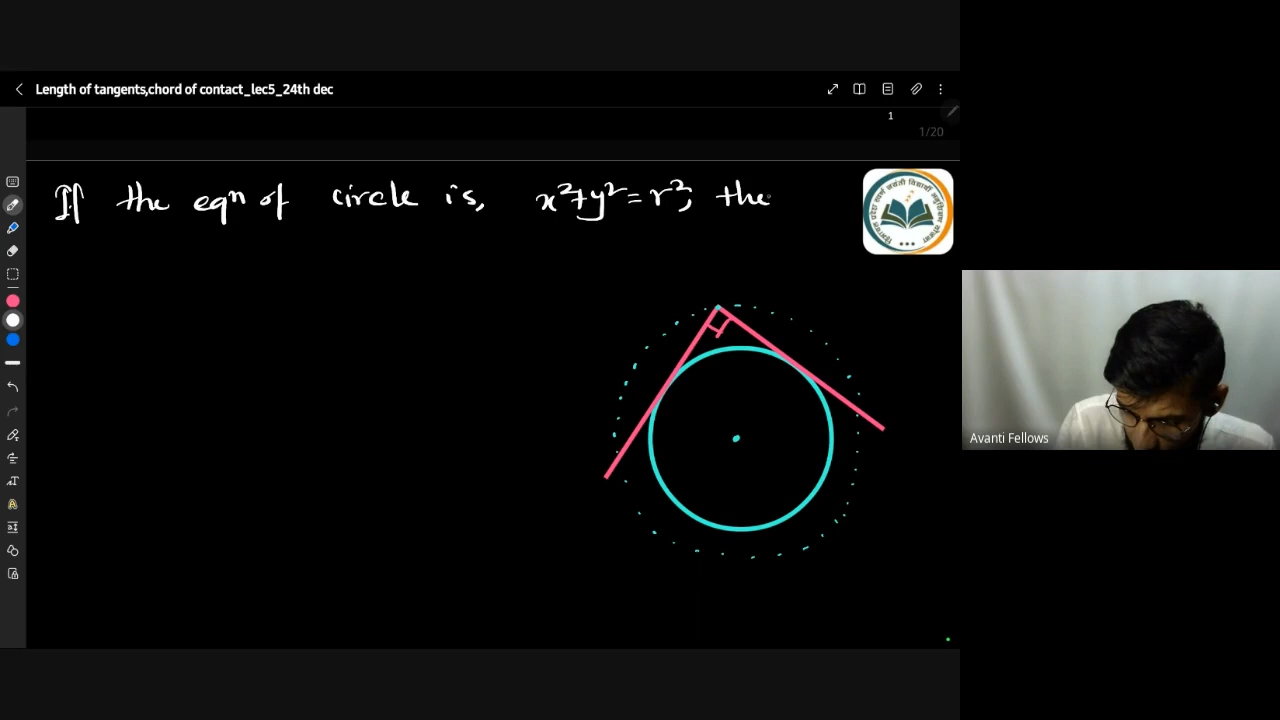 Length of tangents,chord of contact_lec5_24th dec
1
1/20
If the eqn of circle is, x²+y²=r², the
Avanti Fellows